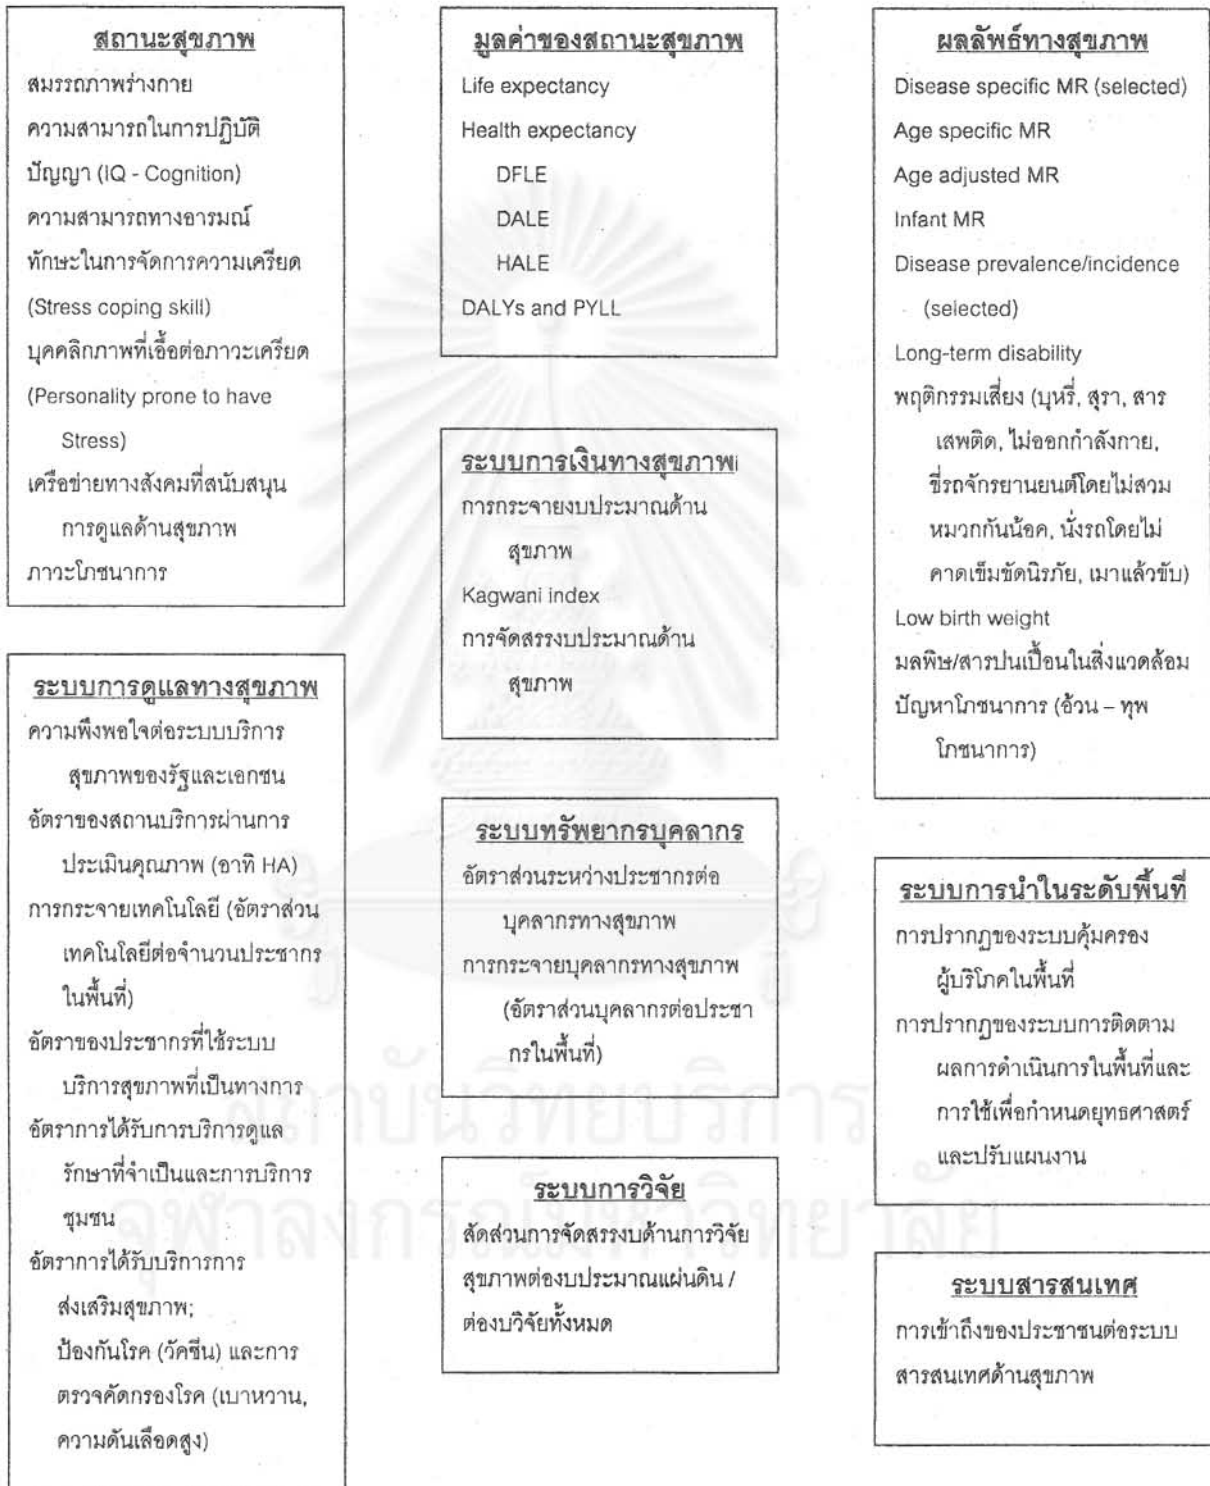 สถานะสุขภาพ
สมรรถภาพร่างกาย
ความสามารถในการปฏิบัติ
ปัญญา (IQ - Cognition)
ความสามารถทางอารมณ์
ทักษะในการจัดการความเครียด
(Stress coping skill)
บุคคลิกภาพที่เอื้อต่อภาวะเครียด
(Personality prone to have
Stress)
เครือข่ายทางสังคมที่สนับสนุน
การดูแลด้านสุขภาพ
ภาวะโภชนาการ
ระบบการดูแลทางสุขภาพ
ความพึงพอใจต่อระบบบริการ
สุขภาพของรัฐและเอกชน
อัตราของสถานบริการผ่านการ
ประเมินคุณภาพ (อาทิ HA)
การกระจายเทคโนโลยี (อัตราส่วน
เทคโนโลยีต่อจำนวนประชากร
ในพื้นที่)
อัตราของประชากรที่ใช้ระบบ
บริการสุขภาพที่เป็นทางการ
อัตราการได้รับการบริการดูแล
รักษาที่จำเป็นและการบริการ
ชุมชน
อัตราการได้รับบริการการ
ส่งเสริมสุขภาพ;
ป้องกันโรค (วัคซีน) และการ
ตรวจคัดกรองโรค (เบาหวาน,
ความดันเลือดสูง)
มูลค่าของสถานะสุขภาพ
Life expectancy
Health expectancy
DFLE
DALE
HALE
DALYs and PYLL
ระบบการเงินทางสุขภาพ
การกระจายงบประมาณด้าน
สุขภาพ
Kagwani index
การจัดสรรงบประมาณด้าน
สุขภาพ
ระบบทรัพยากรบุคลากร
อัตราส่วนระหว่างประชากรต่อ
บุคลากรทางสุขภาพ
การกระจายบุคลากรทางสุขภาพ
(อัตราส่วนบุคลากรต่อประชา
กรในพื้นที่)
ระบบการวิจัย
สัดส่วนการจัดสรรงบด้านการวิจัย
สุขภาพต่องบประมาณแผ่นดิน /
ต่องบวิจัยทั้งหมด
ผลลัพธ์ทางสุขภาพ
Disease specific MR (selected)
Age specific MR
Age adjusted MR
Infant MR
Disease prevalence/incidence
(selected)
Long-term disability
พฤติกรรมเสี่ยง (บุหรี่, สุรา, สาร
เสพติด, ไม่ออกกำลังกาย,
ขี่รถจักรยานยนต์โดยไม่สวม
หมวกกันน้อค, นั่งรถโดยไม่
คาดเข็มขัดนิรภัย, เมาแล้วขับ)
Low birth weight
มลพิษ/สารปนเปื้อนในสิ่งแวดล้อม
ปัญหาโภชนาการ (อ้วน – ทุพ
โภชนาการ)
ระบบการนำในระดับพื้นที่
การปรากฏของระบบคุ้มครอง
ผู้บริโภคในพื้นที่
การปรากฏของระบบการติดตาม
ผลการดำเนินการในพื้นที่และ
การใช้เพื่อกำหนดยุทธศาสตร์
และปรับแผนงาน
ระบบสารสนเทศ
การเข้าถึงของประชาชนต่อระบบ
สารสนเทศด้านสุขภาพ
สถาบันวิทยบริการ
จุฬาลงกรณ์มหาวิทยาลัย